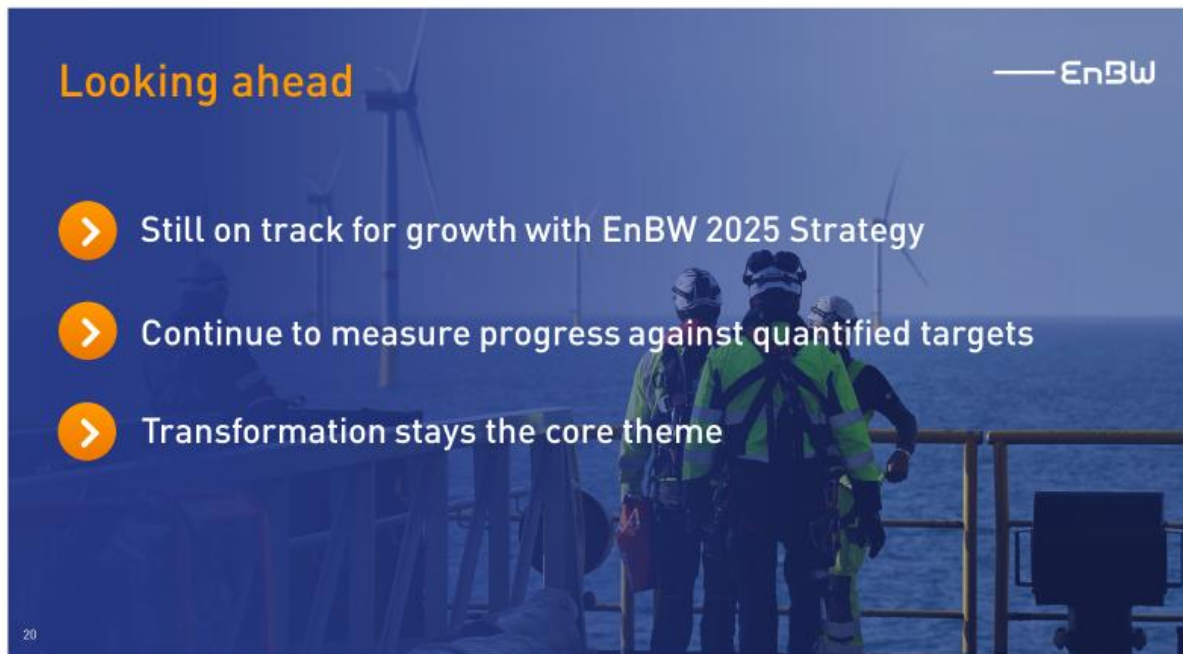 Looking ahead
EnBW
Still on track for growth with EnBW 2025 Strategy
Continue to measure progress against quantified targets
Transformation stays the core theme
20